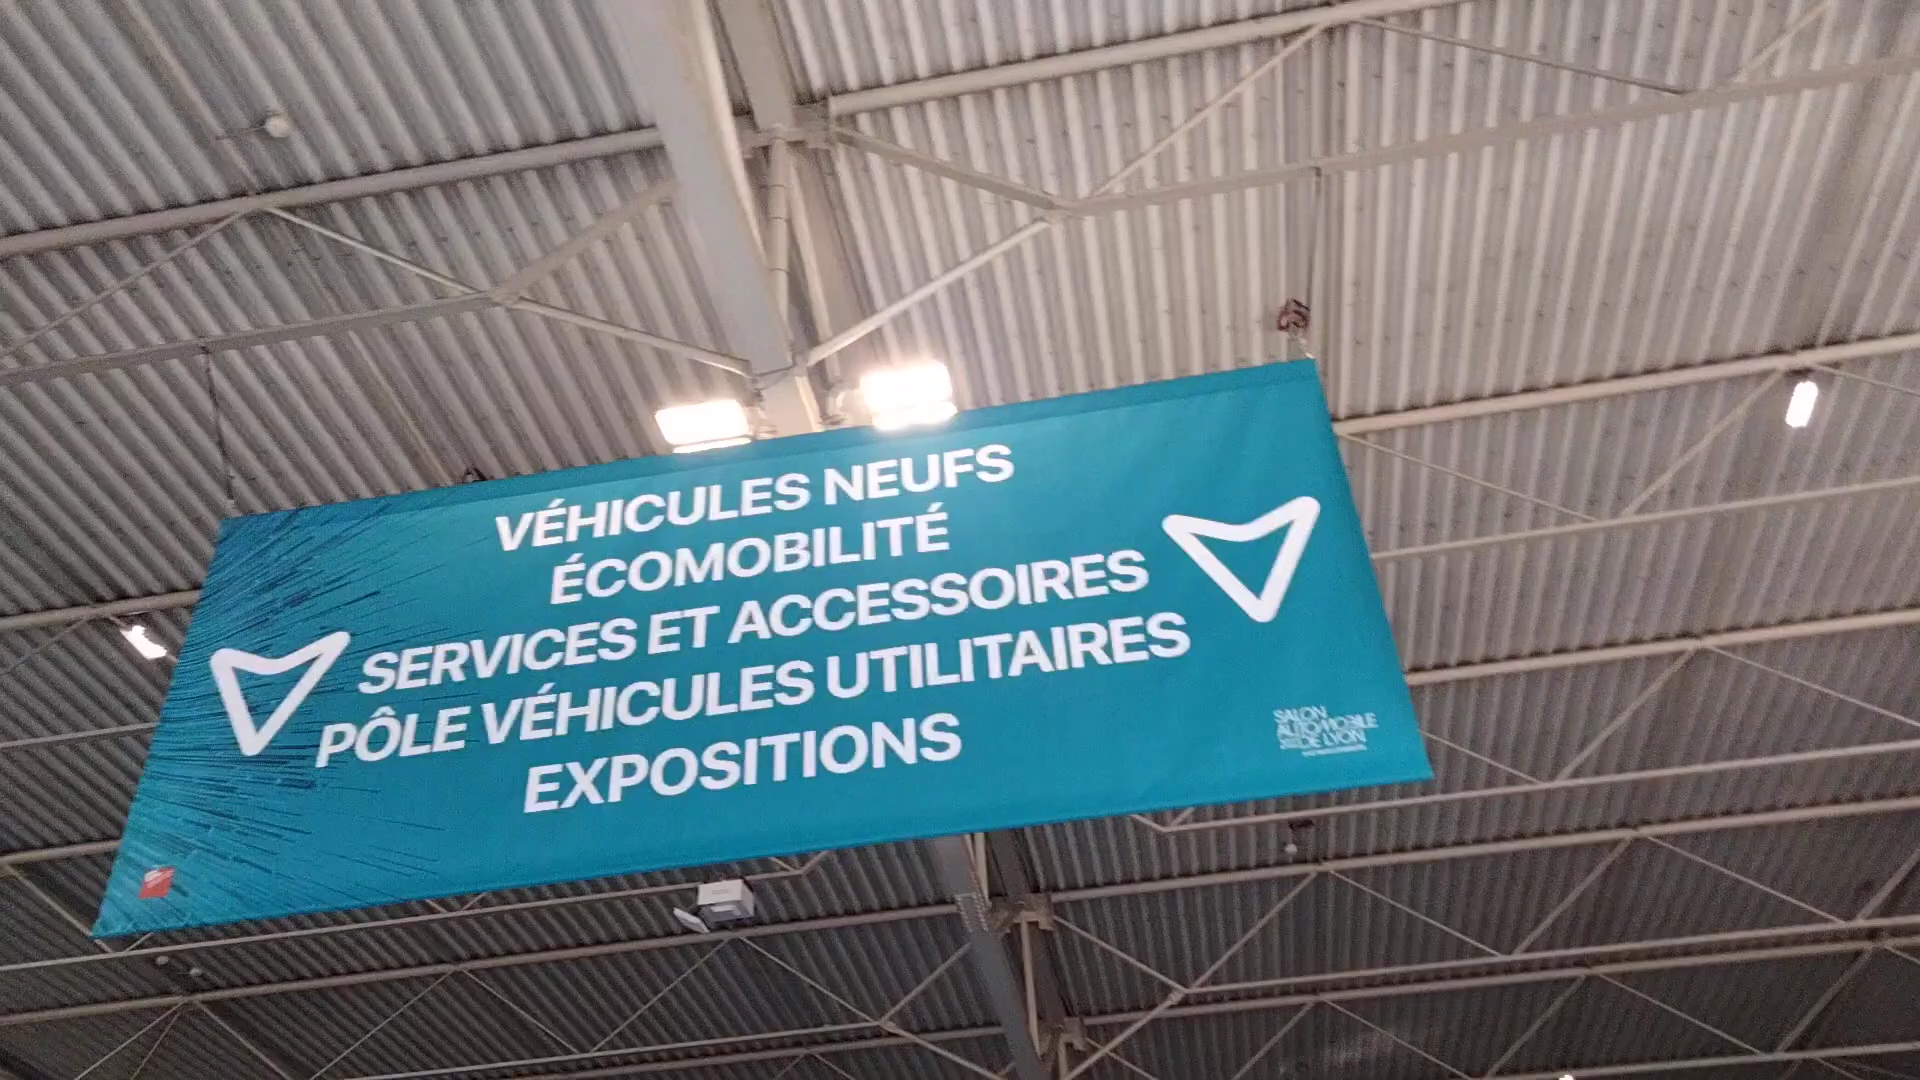 VÉHICULES NEUFS
ÉCOMOBILITÉ
SERVICES ET ACCESSOIRES
PÔLE VÉHICULES UTILITAIRES
EXPOSITIONS
SALON
AUTOMOBILE
DE LYON